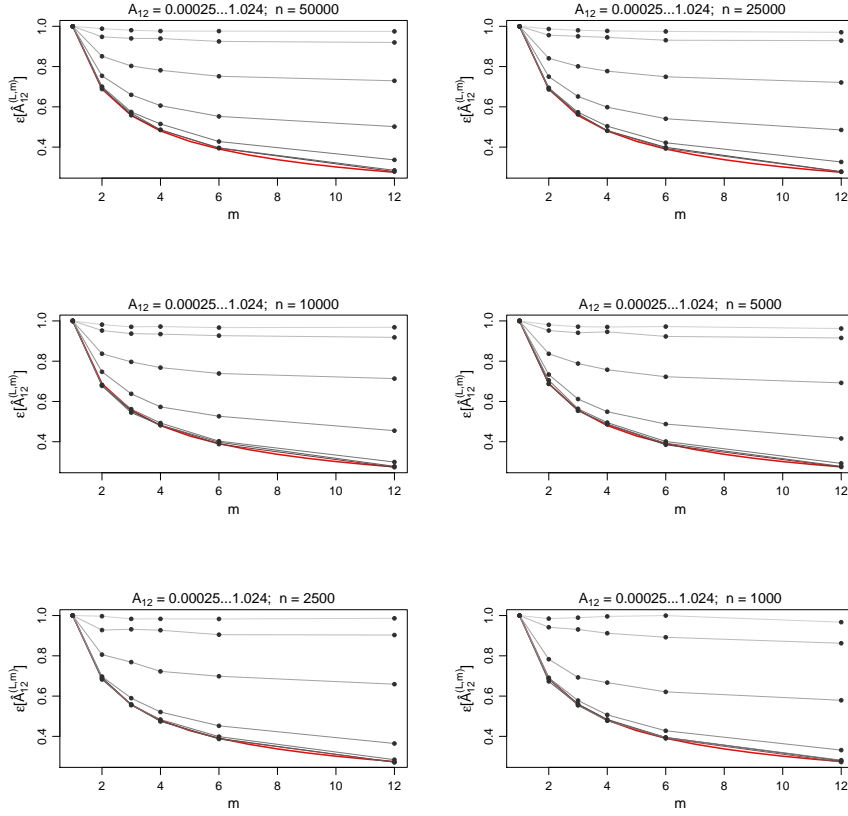 A₁₂ = 0.00025...1.024;  n = 50000
ε[Â₁₂^(L,m)]
1.0
0.8
0.6
0.4
2 4 6 8 10 12
m
A₁₂ = 0.00025...1.024;  n = 25000
ε[Â₁₂^(L,m)]
1.0
0.8
0.6
0.4
2 4 6 8 10 12
m
A₁₂ = 0.00025...1.024;  n = 10000
ε[Â₁₂^(L,m)]
1.0
0.8
0.6
0.4
2 4 6 8 10 12
m
A₁₂ = 0.00025...1.024;  n = 5000
ε[Â₁₂^(L,m)]
1.0
0.8
0.6
0.4
2 4 6 8 10 12
m
A₁₂ = 0.00025...1.024;  n = 2500
ε[Â₁₂^(L,m)]
1.0
0.8
0.6
0.4
2 4 6 8 10 12
m
A₁₂ = 0.00025...1.024;  n = 1000
ε[Â₁₂^(L,m)]
1.0
0.8
0.6
0.4
2 4 6 8 10 12
m